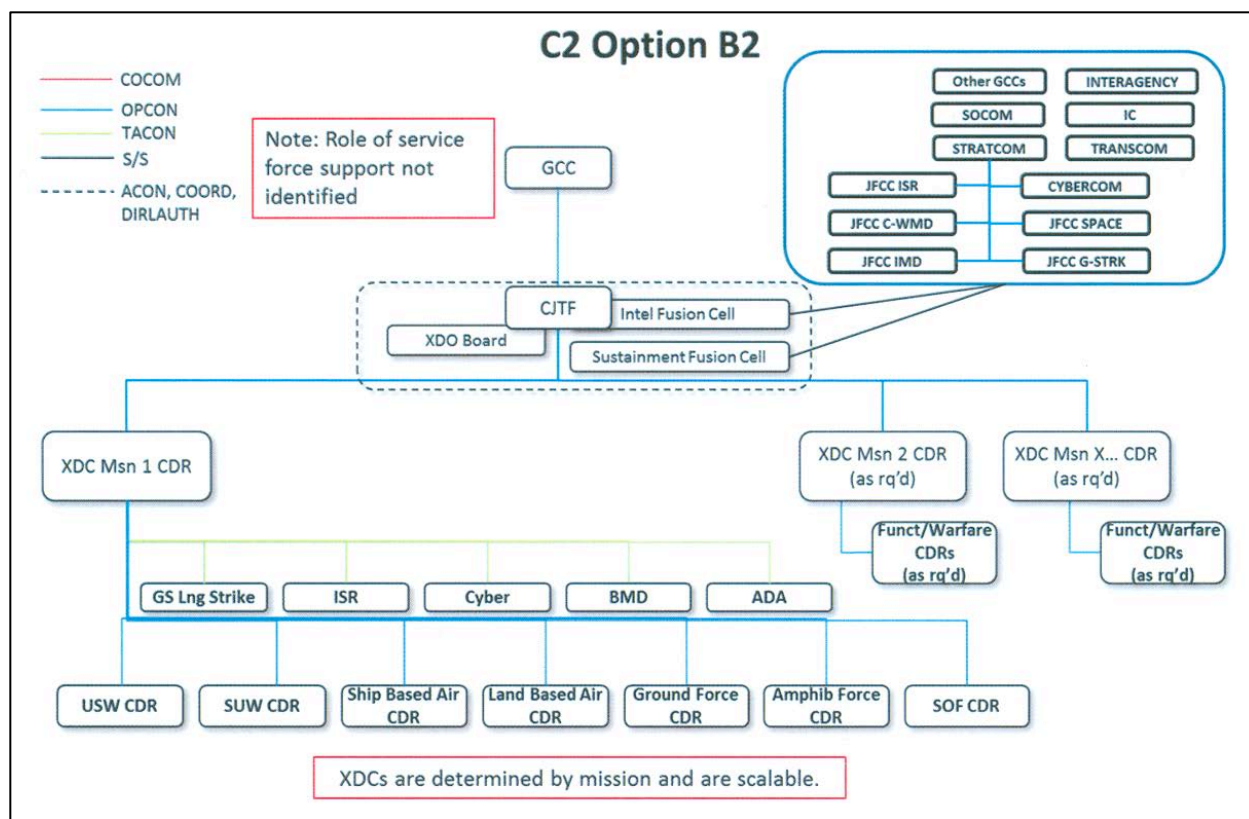 C2 Option B2
COCOM
OPCON
TACON
S/S
ACON, COORD,
DIRLAUTH
Note: Role of service
force support not
identified
GCC
Other GCCs
INTERAGENCY
SOCOM
IC
STRATCOM
TRANSCOM
JFCC ISR
CYBERCOM
JFCC C-WMD
JFCC SPACE
JFCC IMD
JFCC G-STRK
CJTF
Intel Fusion Cell
XDO Board
Sustainment Fusion Cell
XDC Msn 1 CDR
XDC Msn 2 CDR
(as rq'd)
XDC Msn X... CDR
(as rq'd)
Funct/Warfare
CDRs
(as rq'd)
Funct/Warfare
CDRs
(as rq'd)
GS Lng Strike
ISR
Cyber
BMD
ADA
USW CDR
SUW CDR
Ship Based Air
CDR
Land Based Air
CDR
Ground Force
CDR
Amphib Force
CDR
SOF CDR
XDCs are determined by mission and are scalable.